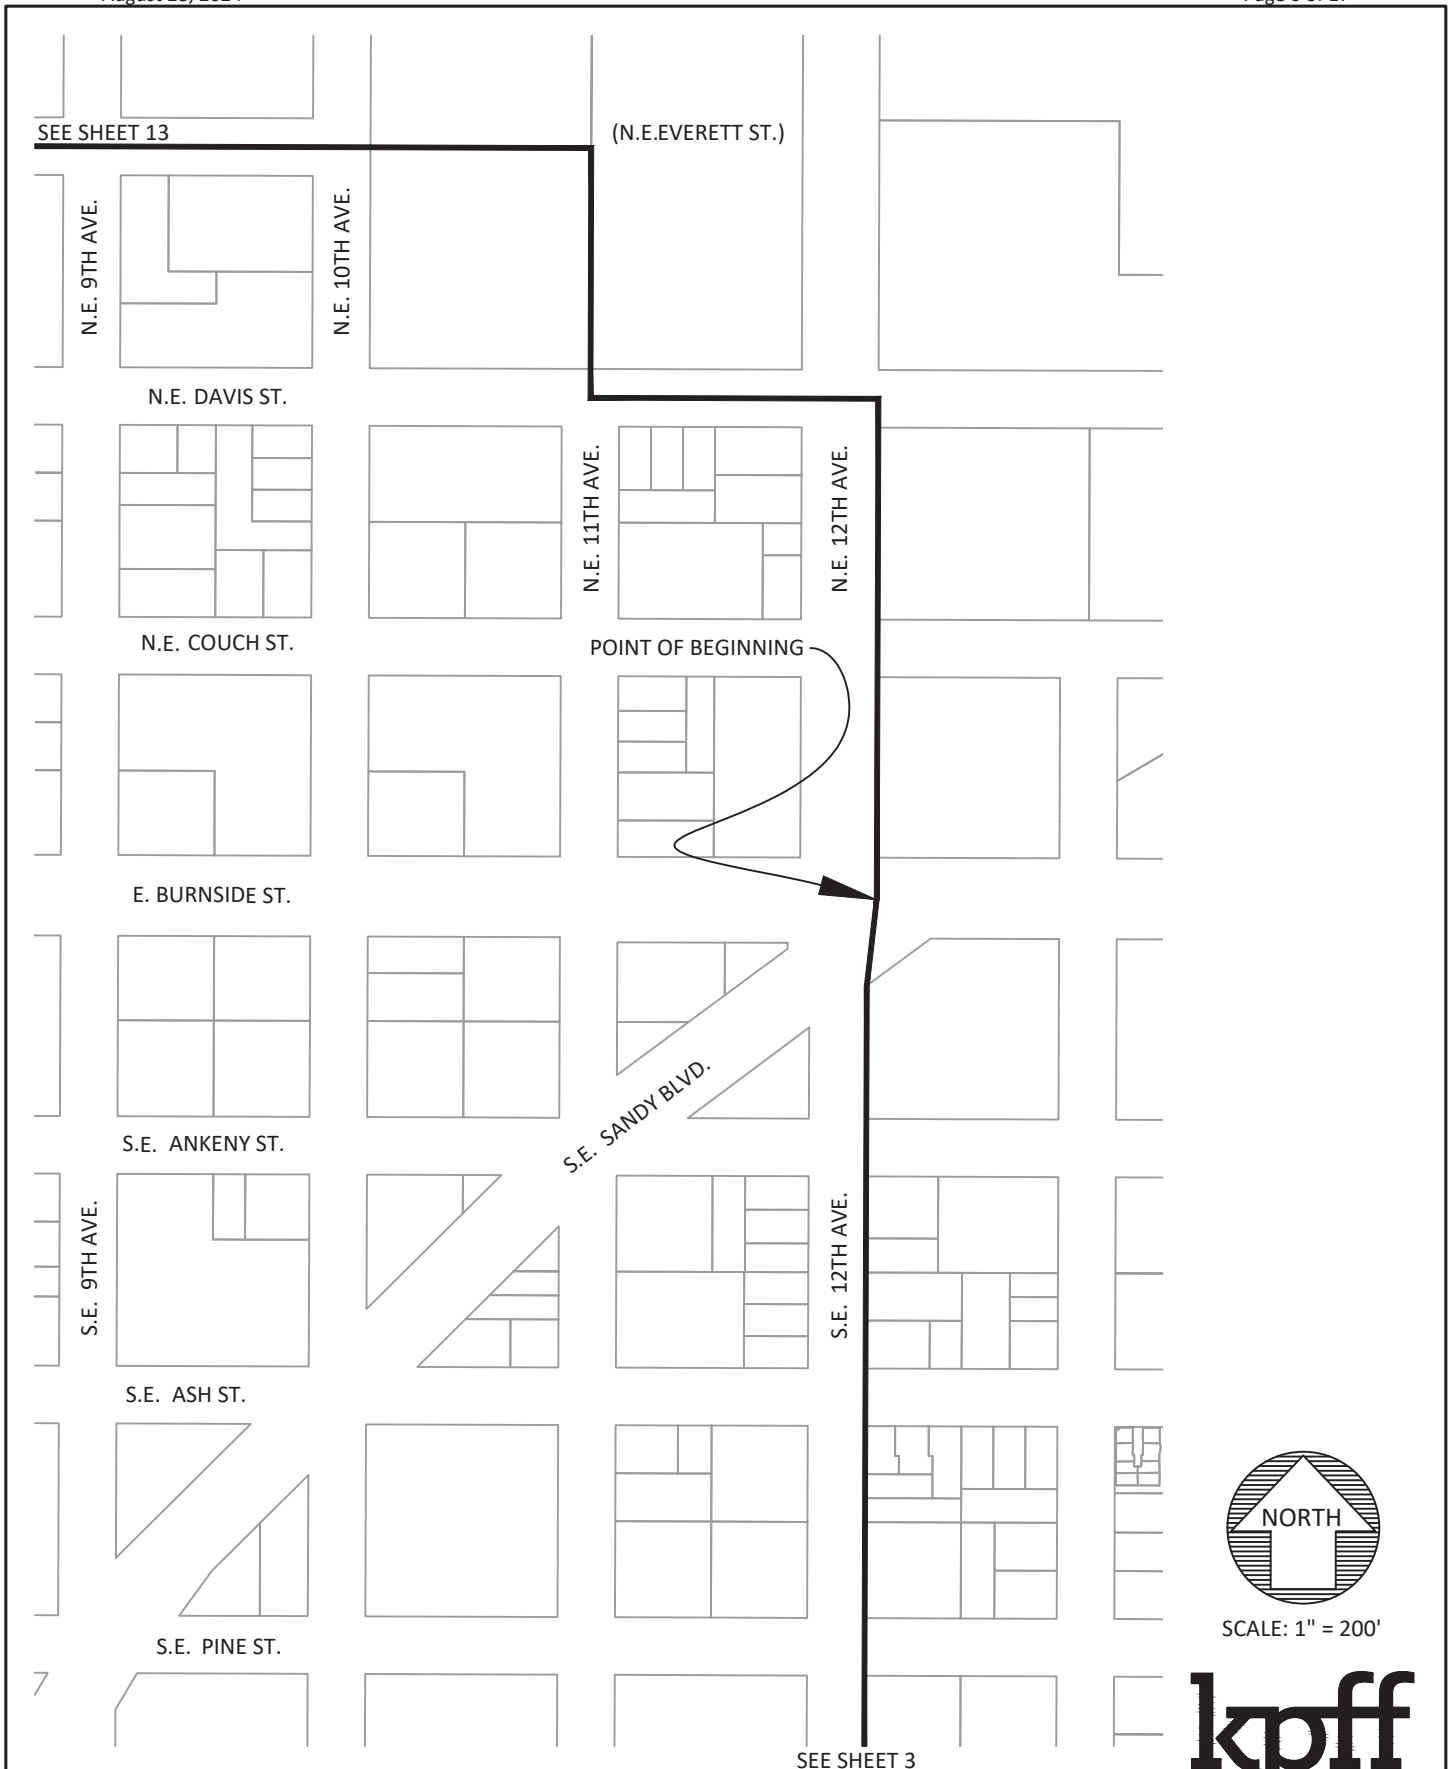 SEE SHEET 13
(N.E.EVERETT ST.)
N.E. 9TH AVE.
N.E. 10TH AVE.
N.E. DAVIS ST.
N.E. 11TH AVE.
N.E. 12TH AVE.
N.E. COUCH ST.
POINT OF BEGINNING
E. BURNSIDE ST.
S.E. SANDY BLVD.
S.E. ANKENY ST.
S.E. 9TH AVE.
S.E. 12TH AVE.
S.E. ASH ST.
NORTH
SCALE: 1" = 200'
S.E. PINE ST.
kpff
SEE SHEET 3